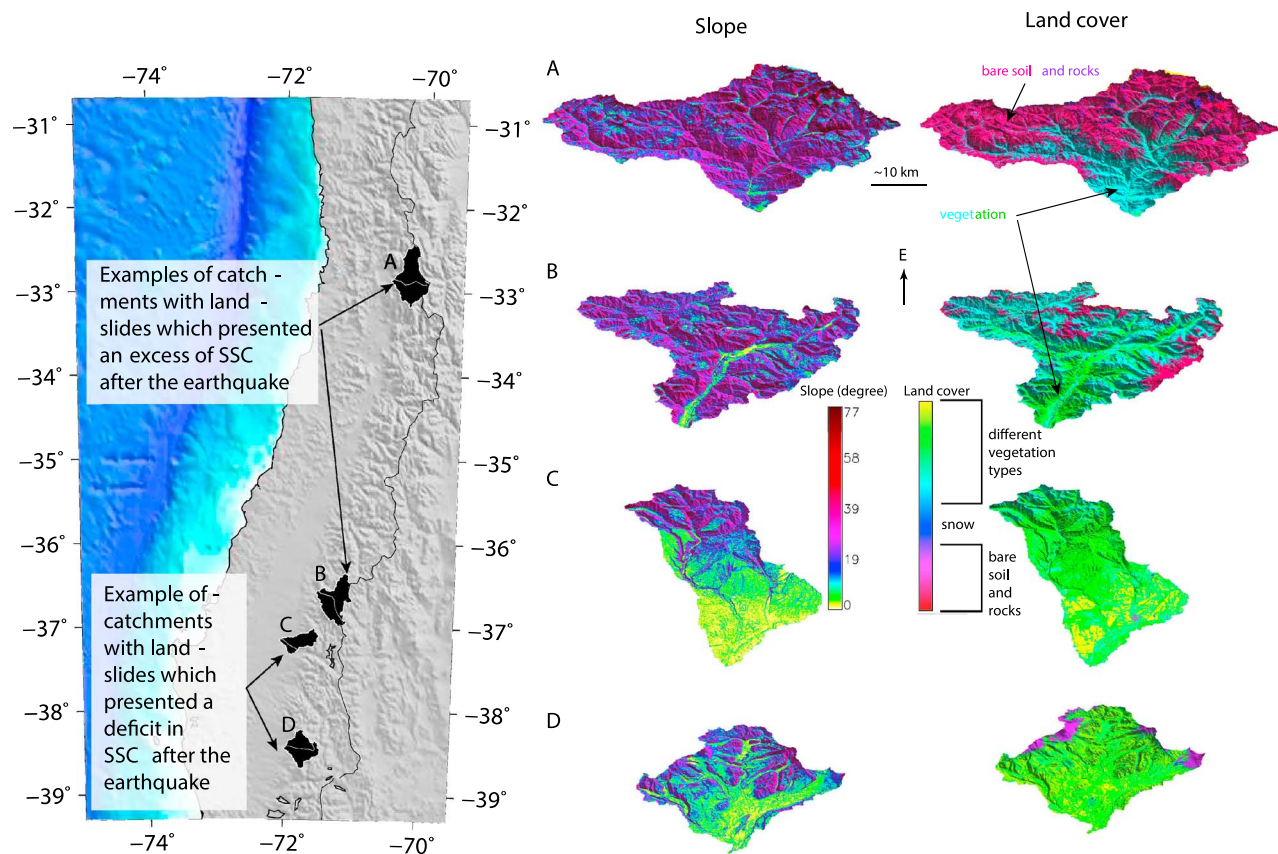 Slope
Land cover
−74˚
−72˚
−70˚
A
bare soil and rocks
−31˚
−31˚
~10 km
−32˚
−32˚
vegetation
A
B
E
Examples of catch -
ments with land -
slides which presented
an excess of SSC
after the earthquake
−33˚
−33˚
−34˚
−34˚
Slope (degree)
77
58
39
19
0
Land cover
different
vegetation
types
snow
bare
soil
and
rocks
−35˚
−35˚
C
−36˚
−36˚
B
Example of -
catchments
with land -
slides which
presented a
deficit in
SSC after the
earthquake
C
−37˚
−37˚
D
−38˚
−38˚
D
−39˚
−39˚
−74˚
−72˚
−70˚